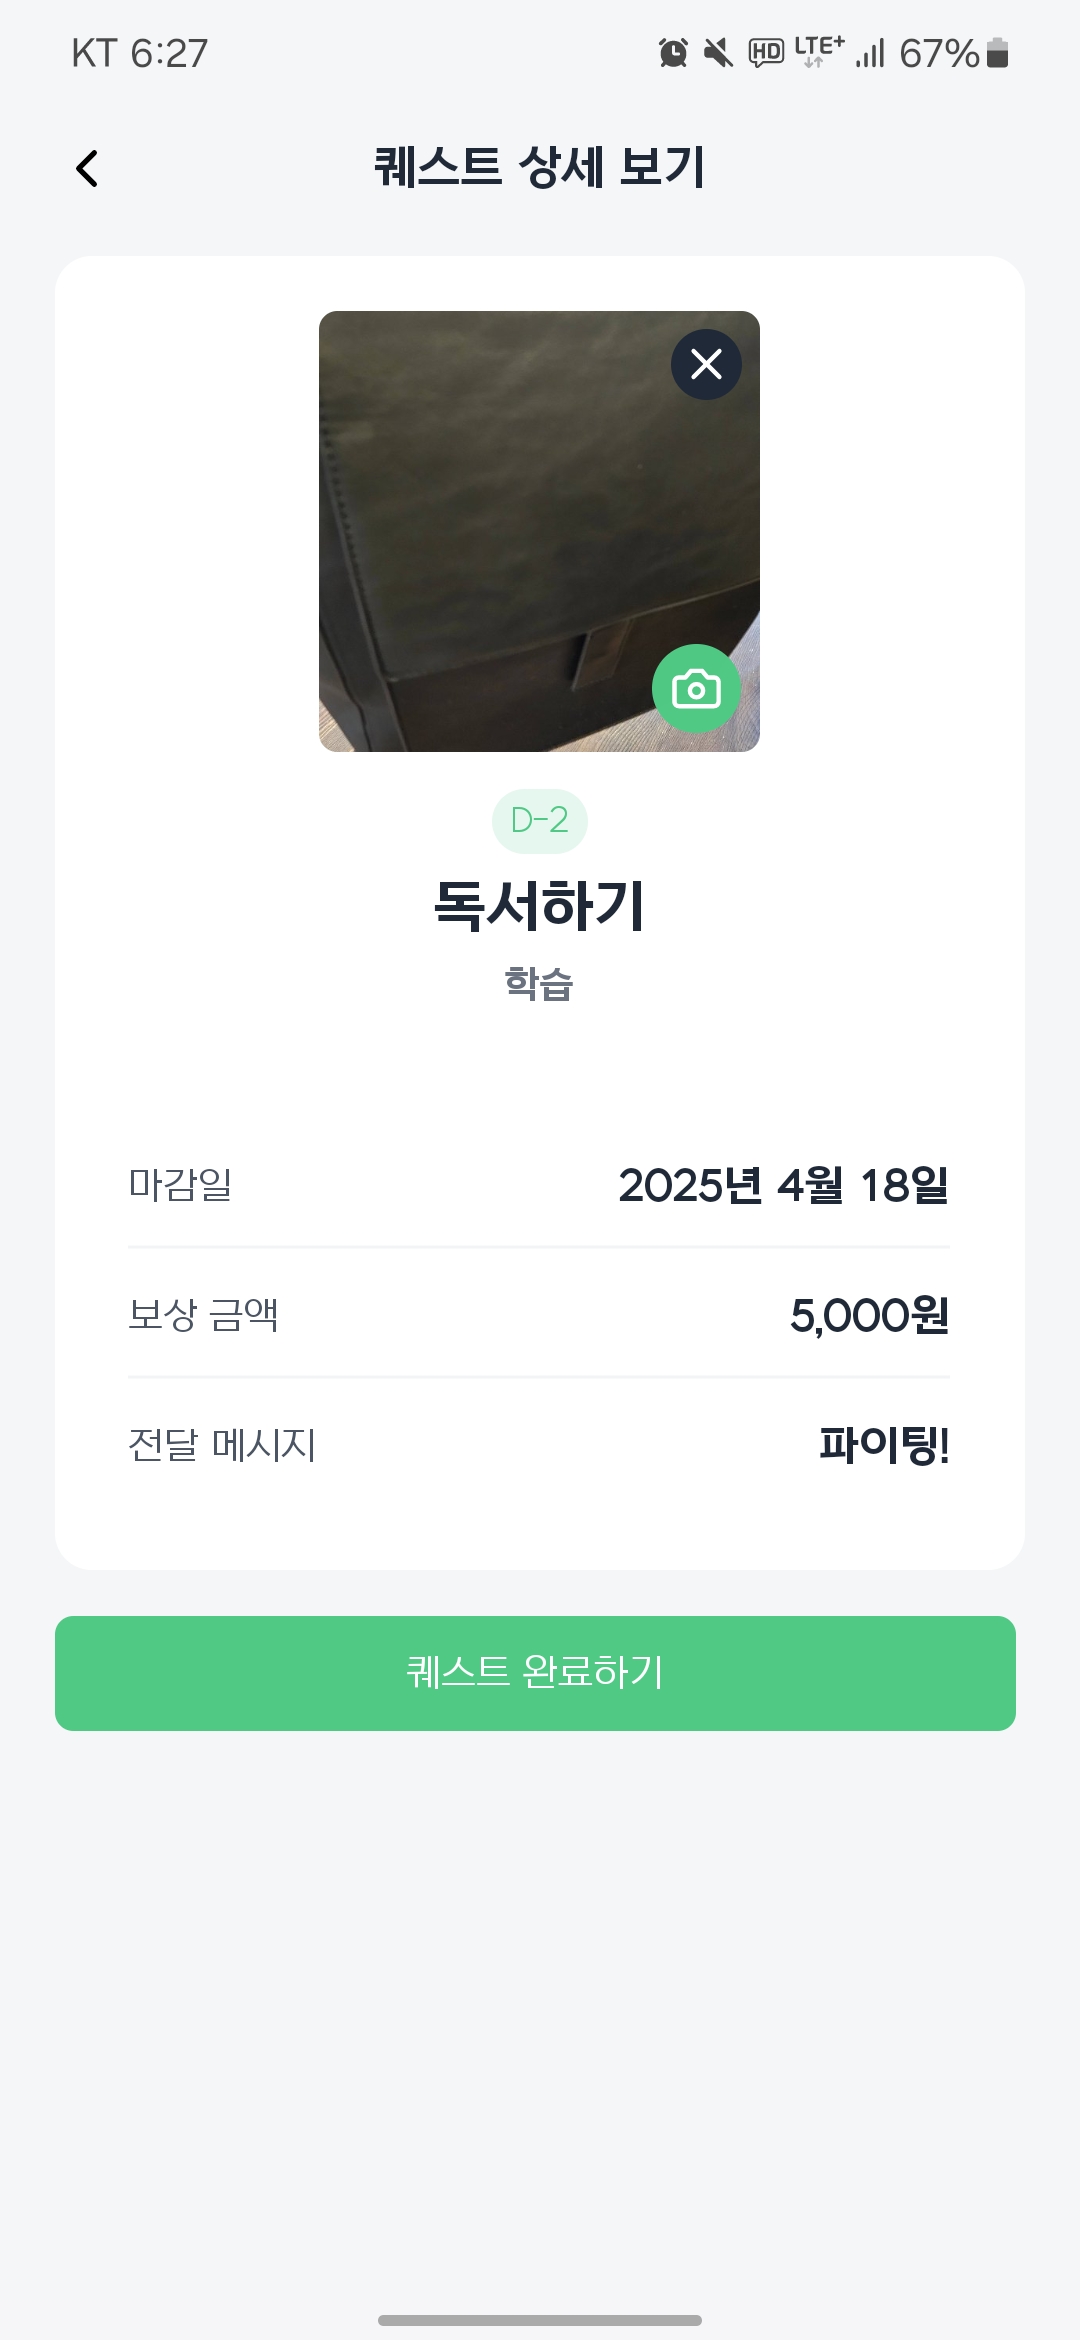 KT 6:27 HD LTE+ 67%
퀘스트 상세 보기
D-2
독서하기
학습
마감일 2025년 4월 18일
보상 금액 5,000원
전달 메시지 파이팅!
퀘스트 완료하기